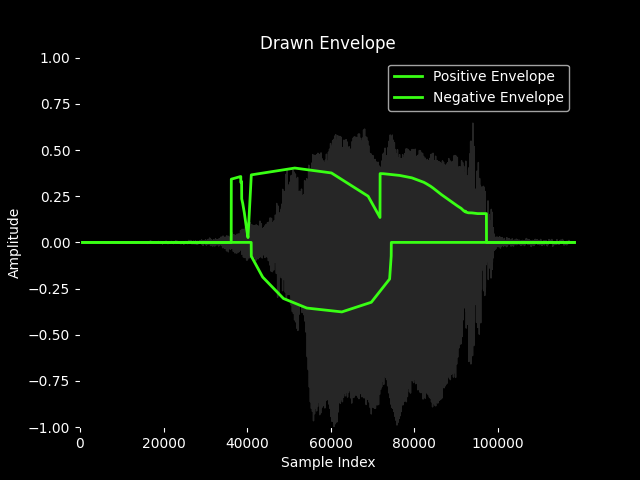 Drawn Envelope
Positive Envelope
Negative Envelope
1.00
0.75
0.50
0.25
0.00
−0.25
−0.50
−0.75
−1.00
Amplitude
0 20000 40000 60000 80000 100000
Sample Index